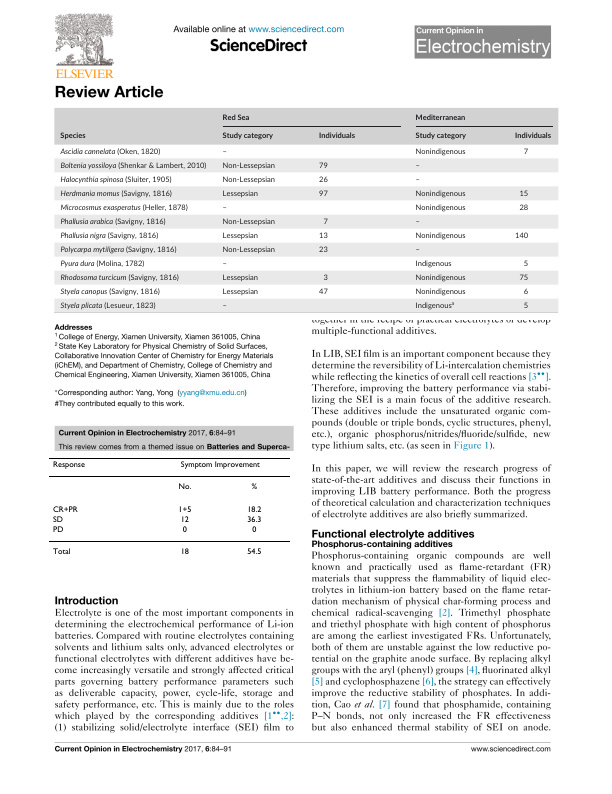 Available online at www.sciencedirect.com
ScienceDirect
Current Opinion in
Electrochemistry
ELSEVIER
Review Article
Red Sea Mediterranean
Species Study category Individuals Study category Individuals
Ascidia cannelata (Oken, 1820) – Nonindigenous 7
Boltenia yossiloya (Shenkar & Lambert, 2010) Non-Lessepsian 79 –
Halocynthia spinosa (Sluiter, 1905) Non-Lessepsian 26 –
Herdmania momus (Savigny, 1816) Lessepsian 97 Nonindigenous 15
Microcosmus exasperatus (Heller, 1878) – Nonindigenous 28
Phallusia arabica (Savigny, 1816) Non-Lessepsian 7 –
Phallusia nigra (Savigny, 1816) Lessepsian 13 Nonindigenous 140
Polycarpa mytiligera (Savigny, 1816) Non-Lessepsian 23 –
Pyura dura (Molina, 1782) – Indigenous 5
Rhodosoma turcicum (Savigny, 1816) Lessepsian 3 Nonindigenous 75
Styela canopus (Savigny, 1816) Lessepsian 47 Nonindigenous 6
Styela plicata (Lesueur, 1823) – Indigenousᵃ 5
Addresses
¹ College of Energy, Xiamen University, Xiamen 361005, China
² State Key Laboratory for Physical Chemistry of Solid Surfaces,
Collaborative Innovation Center of Chemistry for Energy Materials
(iChEM), and Department of Chemistry, College of Chemistry and
Chemical Engineering, Xiamen University, Xiamen 361005, China
*Corresponding author: Yang, Yong (yyang@xmu.edu.cn)
#They contributed equally to this work.
Current Opinion in Electrochemistry 2017, 6:84–91
This review comes from a themed issue on Batteries and Superca-
Response Symptom Improvement
No. %
CR+PR 1+5 18.2
SD 12 36.3
PD 0 0
Total 18 54.5
Introduction
Electrolyte is one of the most important components in
determining the electrochemical performance of Li-ion
batteries. Compared with routine electrolytes containing
solvents and lithium salts only, advanced electrolytes or
functional electrolytes with different additives have be-
come increasingly versatile and strongly affected critical
parts governing battery performance parameters such
as deliverable capacity, power, cycle-life, storage and
safety performance, etc. This is mainly due to the roles
which played by the corresponding additives [1••,2]:
(1) stabilizing solid/electrolyte interface (SEI) film to
together in the recipe of practical electrolytes or develop
multiple-functional additives.
In LIB, SEI film is an important component because they
determine the reversibility of Li-intercalation chemistries
while reflecting the kinetics of overall cell reactions [3••].
Therefore, improving the battery performance via stabi-
lizing the SEI is a main focus of the additive research.
These additives include the unsaturated organic com-
pounds (double or triple bonds, cyclic structures, phenyl,
etc.), organic phosphorus/nitrides/fluoride/sulfide, new
type lithium salts, etc. (as seen in Figure 1).
In this paper, we will review the research progress of
state-of-the-art additives and discuss their functions in
improving LIB battery performance. Both the progress
of theoretical calculation and characterization techniques
of electrolyte additives are also briefly summarized.
Functional electrolyte additives
Phosphorus-containing additives
Phosphorus-containing organic compounds are well
known and practically used as flame-retardant (FR)
materials that suppress the flammability of liquid elec-
trolytes in lithium-ion battery based on the flame retar-
dation mechanism of physical char-forming process and
chemical radical-scavenging [2]. Trimethyl phosphate
and triethyl phosphate with high content of phosphorus
are among the earliest investigated FRs. Unfortunately,
both of them are unstable against the low reductive po-
tential on the graphite anode surface. By replacing alkyl
groups with the aryl (phenyl) groups [4], fluorinated alkyl
[5] and cyclophosphazene [6], the strategy can effectively
improve the reductive stability of phosphates. In addi-
tion, Cao et al. [7] found that phosphamide, containing
P–N bonds, not only increased the FR effectiveness
but also enhanced thermal stability of SEI on anode.
Current Opinion in Electrochemistry 2017, 6:84–91
www.sciencedirect.com